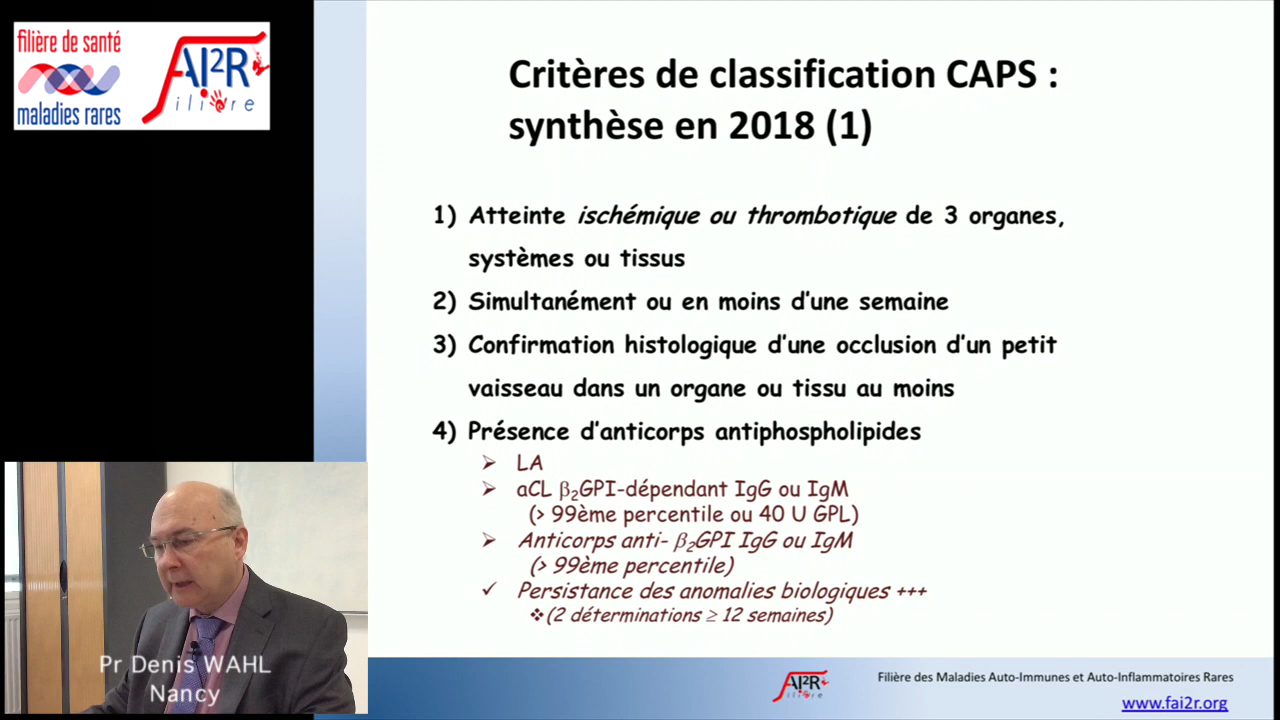 filière de santé
maladies rares
FAI2R
filière
Critères de classification CAPS :
synthèse en 2018 (1)
1) Atteinte ischémique ou thrombotique de 3 organes,
systèmes ou tissus
2) Simultanément ou en moins d'une semaine
3) Confirmation histologique d'une occlusion d'un petit
vaisseau dans un organe ou tissu au moins
4) Présence d'anticorps antiphospholipides
➢ LA
➢ aCL β₂GPI-dépendant IgG ou IgM
(> 99ème percentile ou 40 U GPL)
➢ Anticorps anti- β₂GPI IgG ou IgM
(> 99ème percentile)
✓ Persistance des anomalies biologiques +++
❖(2 déterminations ≥ 12 semaines)
Pr Denis WAHL
Nancy
FAI2R
filière
Filière des Maladies Auto-Immunes et Auto-Inflammatoires Rares
www.fai2r.org